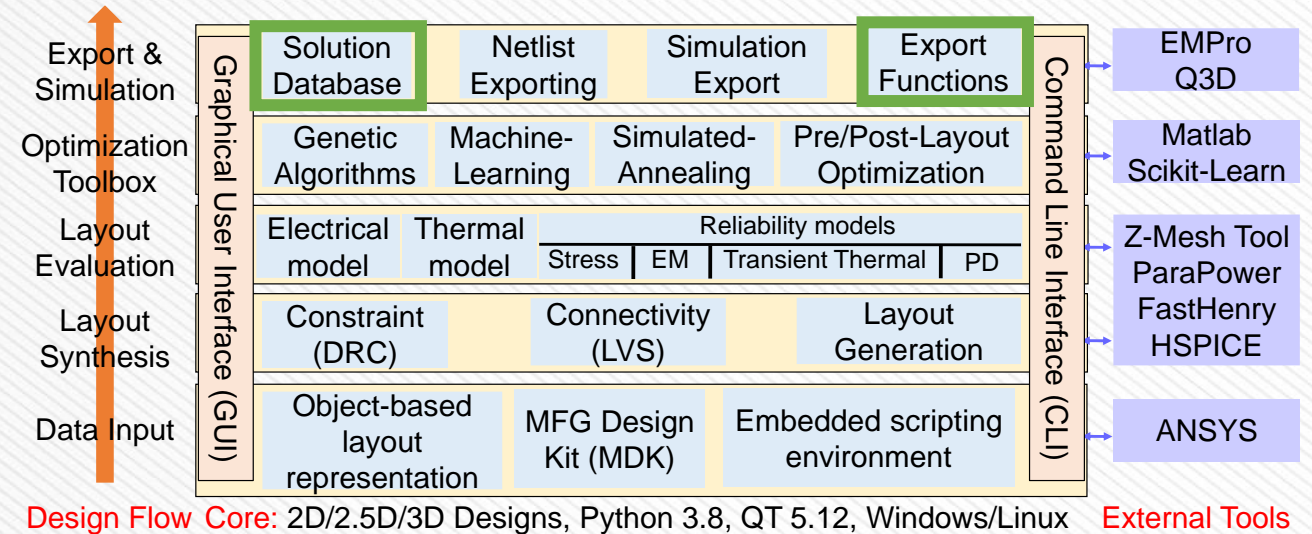 Export &
Simulation
Solution
Database
Netlist
Exporting
Simulation
Export
Export
Functions
EMPro
Q3D
Optimization
Toolbox
Genetic
Algorithms
Machine-
Learning
Simulated-
Annealing
Pre/Post-Layout
Optimization
Matlab
Scikit-Learn
Layout
Evaluation
Electrical
model
Thermal
model
Reliability models
Stress
EM
Transient Thermal
PD
Z-Mesh Tool
ParaPower
FastHenry
HSPICE
Layout
Synthesis
Constraint
(DRC)
Connectivity
(LVS)
Layout
Generation
Data Input
Object-based
layout
representation
MFG Design
Kit (MDK)
Embedded scripting
environment
ANSYS
Graphical User Interface (GUI)
Command Line Interface (CLI)
Design Flow Core: 2D/2.5D/3D Designs, Python 3.8, QT 5.12, Windows/Linux
External Tools